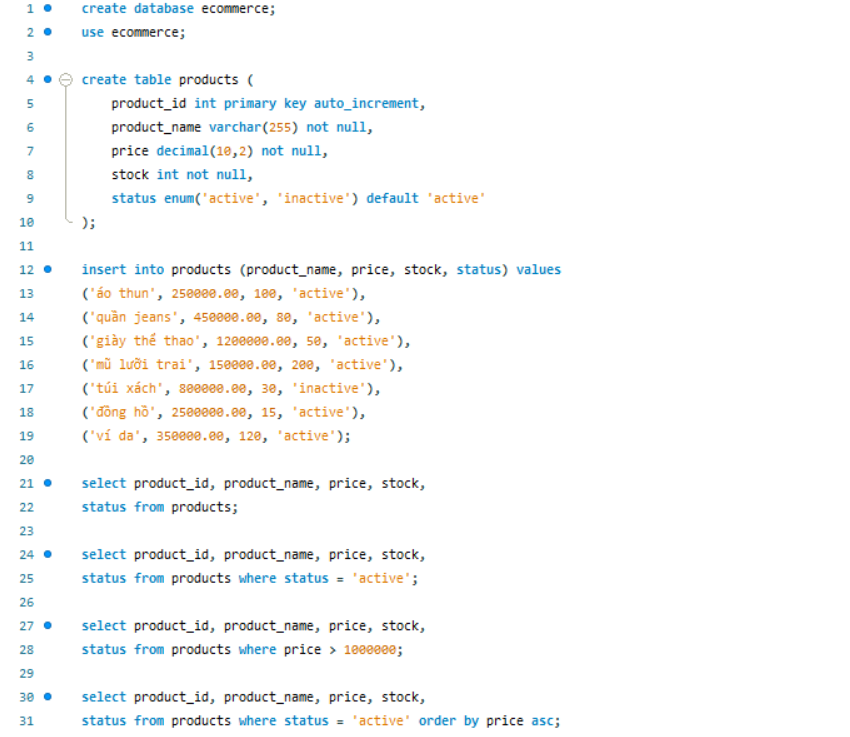 1 create database ecommerce;
2 use ecommerce;
3
4 create table products (
5 product_id int primary key auto_increment,
6 product_name varchar(255) not null,
7 price decimal(10,2) not null,
8 stock int not null,
9 status enum('active', 'inactive') default 'active'
10 );
11
12 insert into products (product_name, price, stock, status) values
13 ('áo thun', 250000.00, 100, 'active'),
14 ('quần jeans', 450000.00, 80, 'active'),
15 ('giày thể thao', 1200000.00, 50, 'active'),
16 ('mũ lưỡi trai', 150000.00, 200, 'active'),
17 ('túi xách', 800000.00, 30, 'inactive'),
18 ('đồng hồ', 2500000.00, 15, 'active'),
19 ('ví da', 350000.00, 120, 'active');
20
21 select product_id, product_name, price, stock,
22 status from products;
23
24 select product_id, product_name, price, stock,
25 status from products where status = 'active';
26
27 select product_id, product_name, price, stock,
28 status from products where price > 1000000;
29
30 select product_id, product_name, price, stock,
31 status from products where status = 'active' order by price asc;